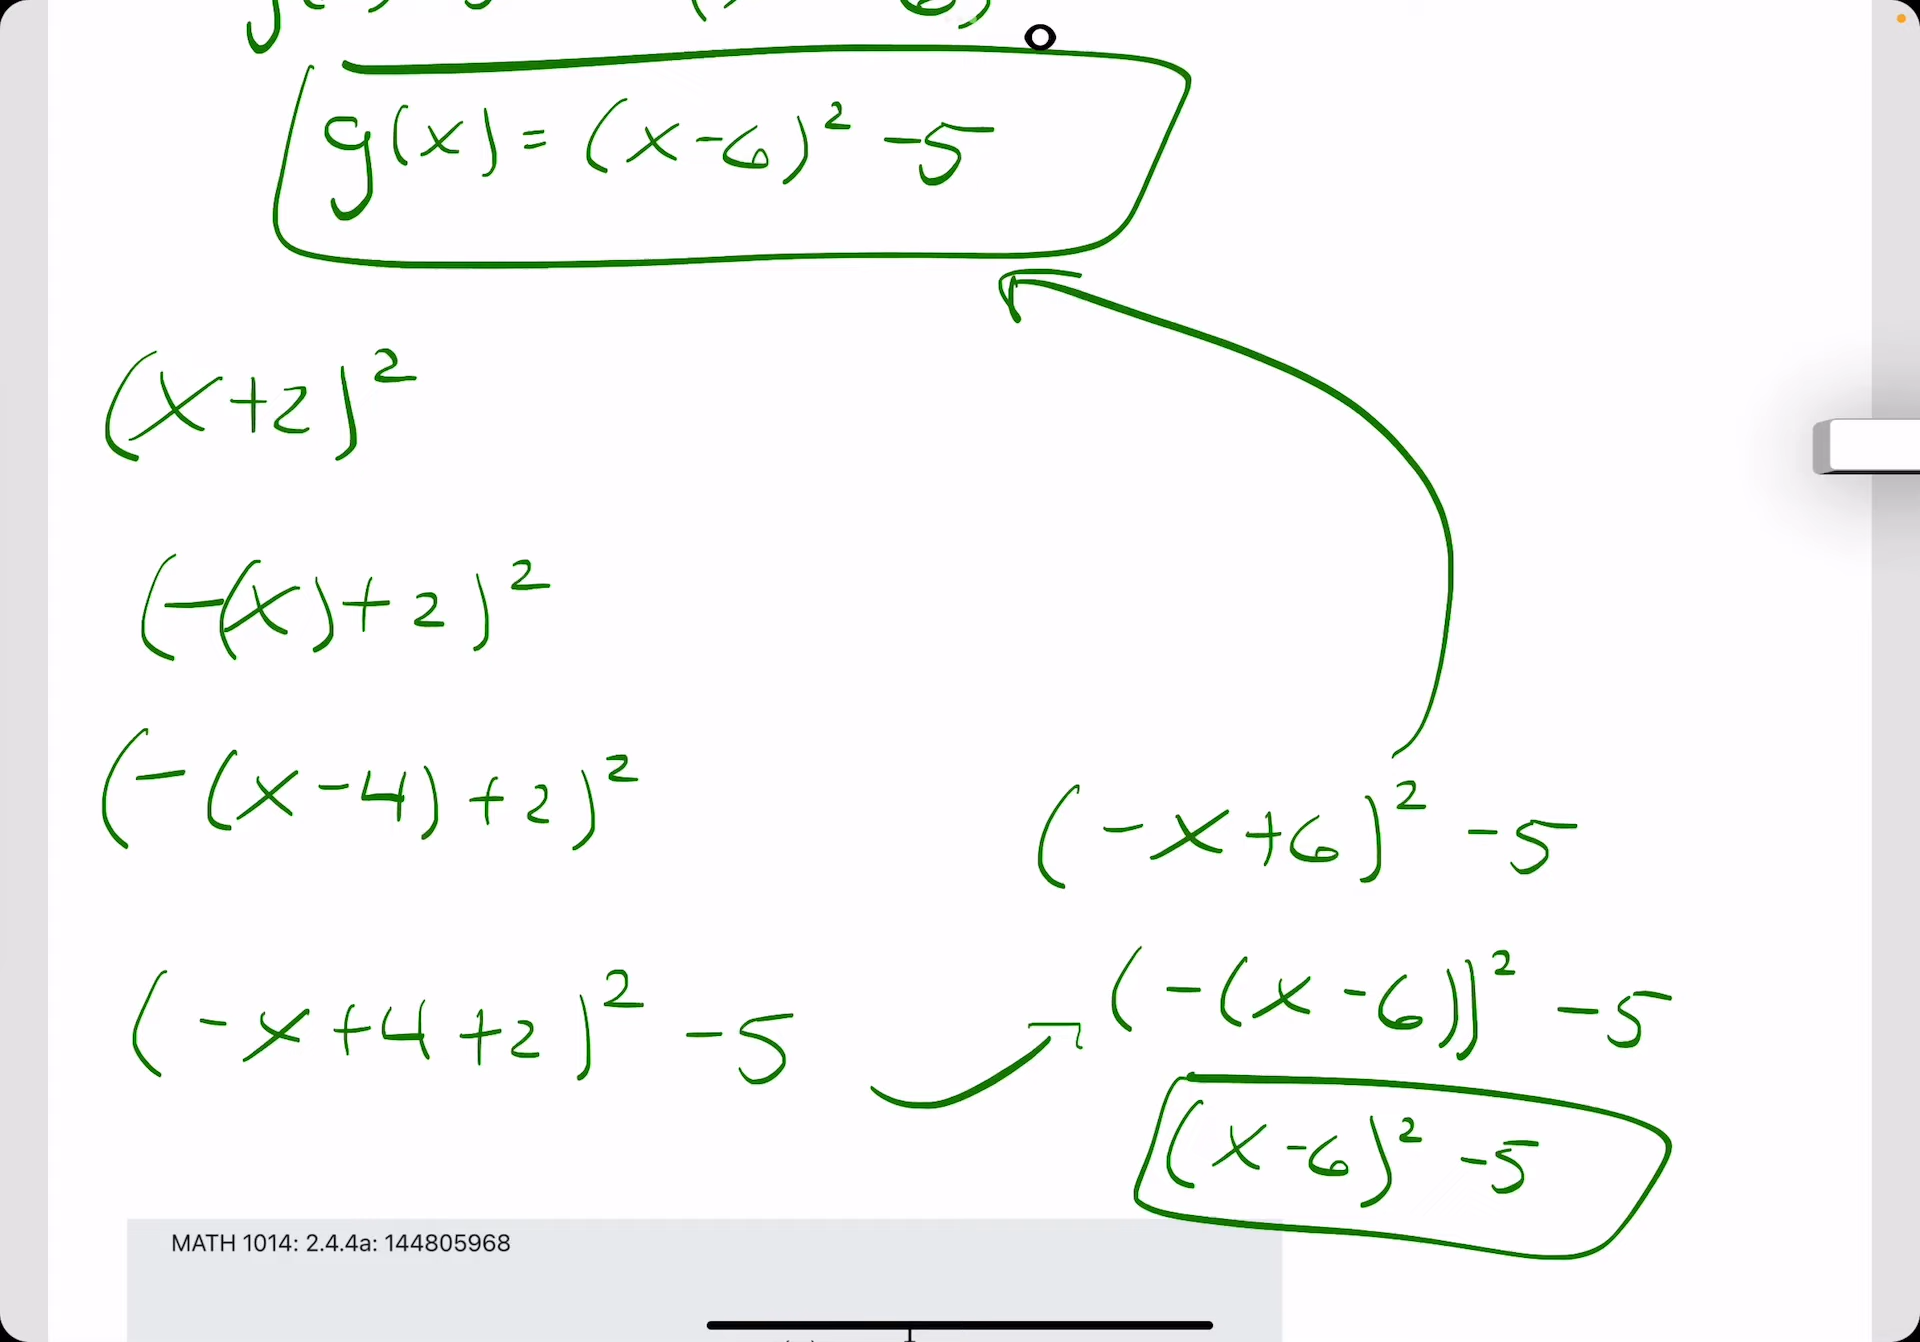 g(x) = (x-6)² -5
(x+2)²
(-(x)+2)²
(-(x-4)+2)²
(-x+4+2)² -5
(-x+6)² -5
(-(x-6))² -5
(x-6)² -5
MATH 1014: 2.4.4a: 144805968